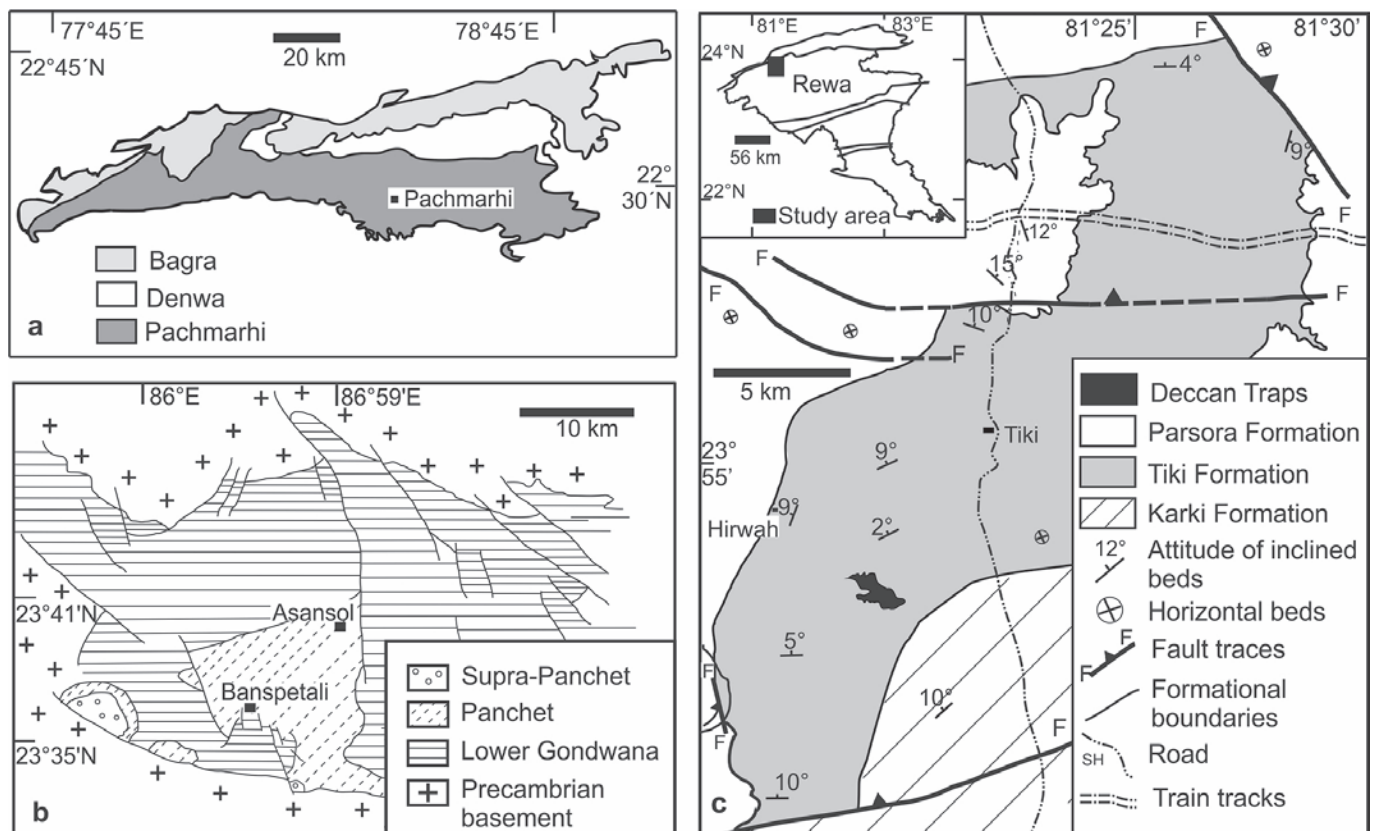 77°45´E
78°45´E
20 km
22°45´N
22°
30´N
Pachmarhi
Bagra
Denwa
Pachmarhi
a
86°E
86°59′E
10 km
23°41'N
Asansol
Banspetali
23°35'N
Supra-Panchet
Panchet
Lower Gondwana
Precambrian
basement
b
81°E
83°E
24°N
Rewa
56 km
22°N
Study area
81°25'
81°30'
F
4°
9°
F
12°
15°
F
F
F
10°
F
5 km
Tiki
23°
55'
9°
9°
Hirwah
2°
5°
10°
F
F
F
10°
c
Deccan Traps
Parsora Formation
Tiki Formation
Karki Formation
12°
Attitude of inclined
beds
Horizontal beds
F
F
Fault traces
Formational
boundaries
SH
Road
Train tracks